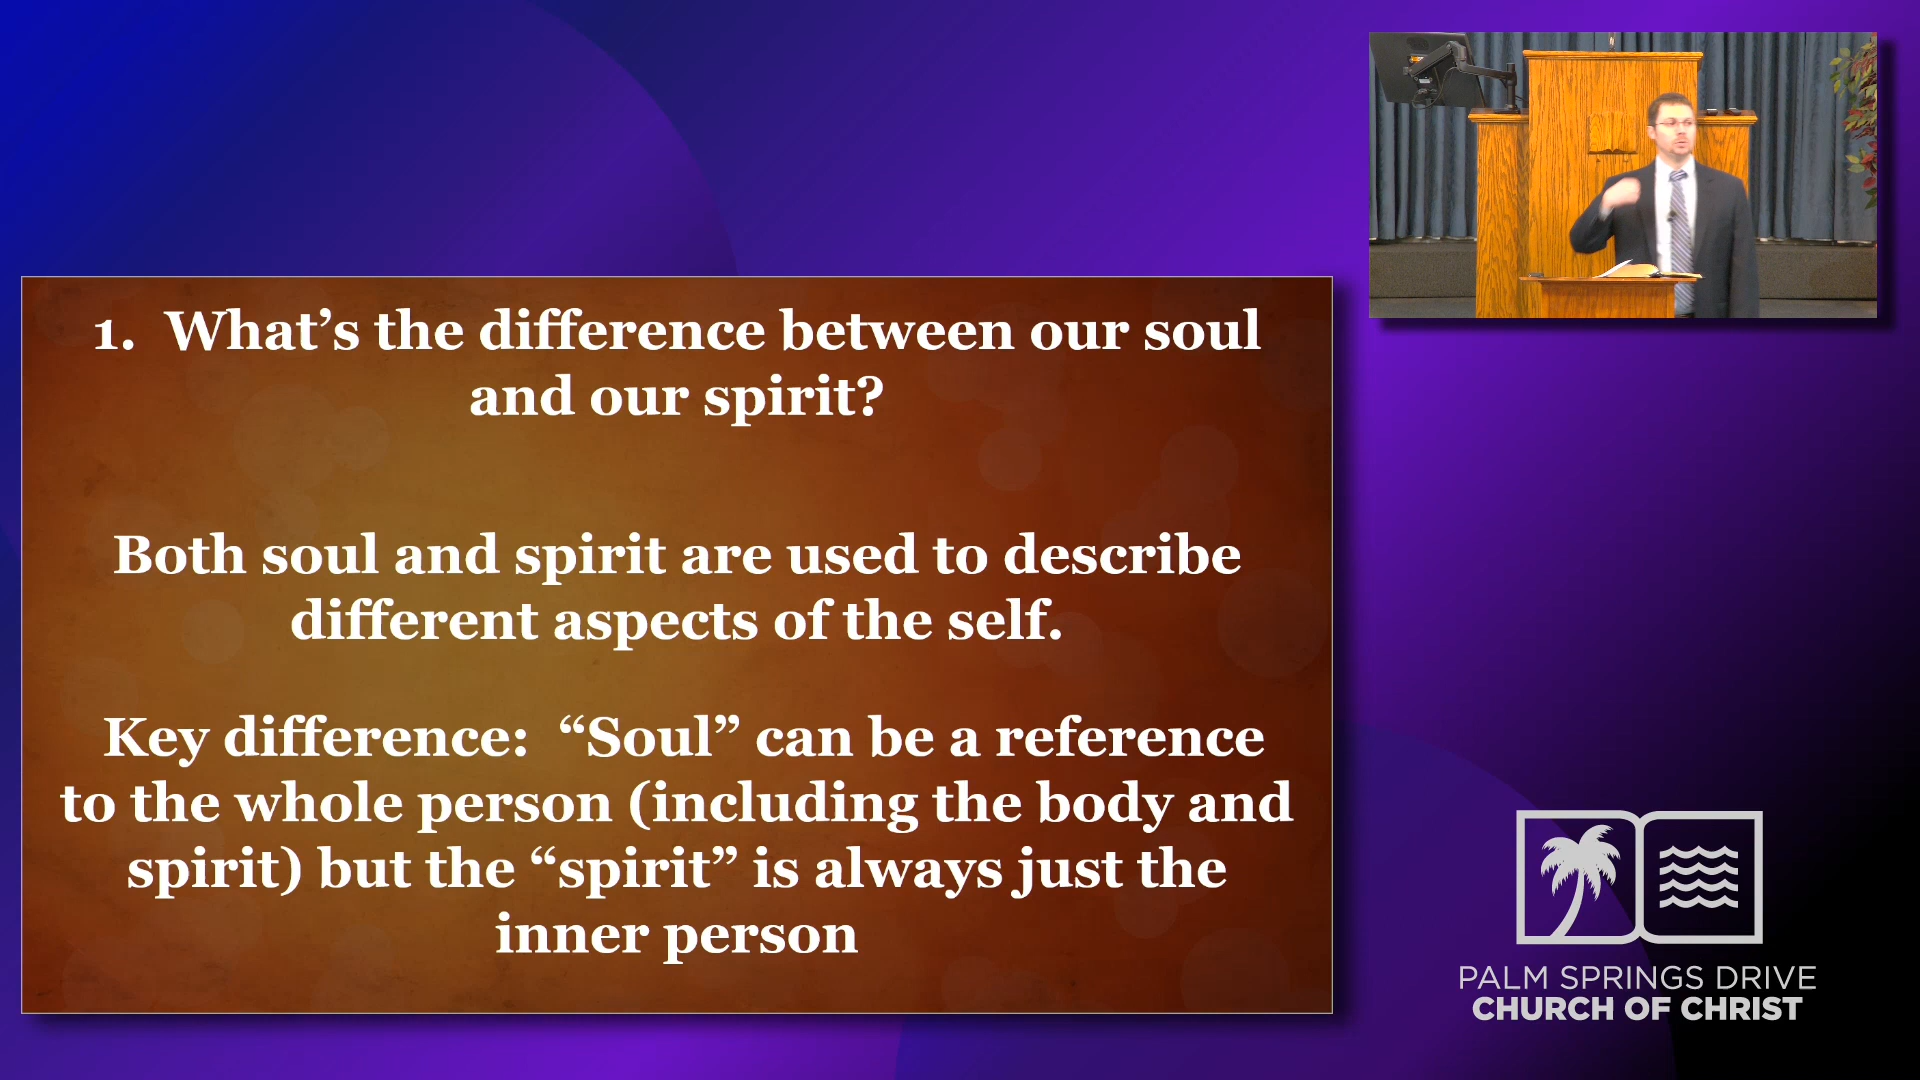 1. What’s the difference between our soul
and our spirit?
Both soul and spirit are used to describe
different aspects of the self.
Key difference: “Soul” can be a reference
to the whole person (including the body and
spirit) but the “spirit” is always just the
inner person
PALM SPRINGS DRIVE
CHURCH OF CHRIST